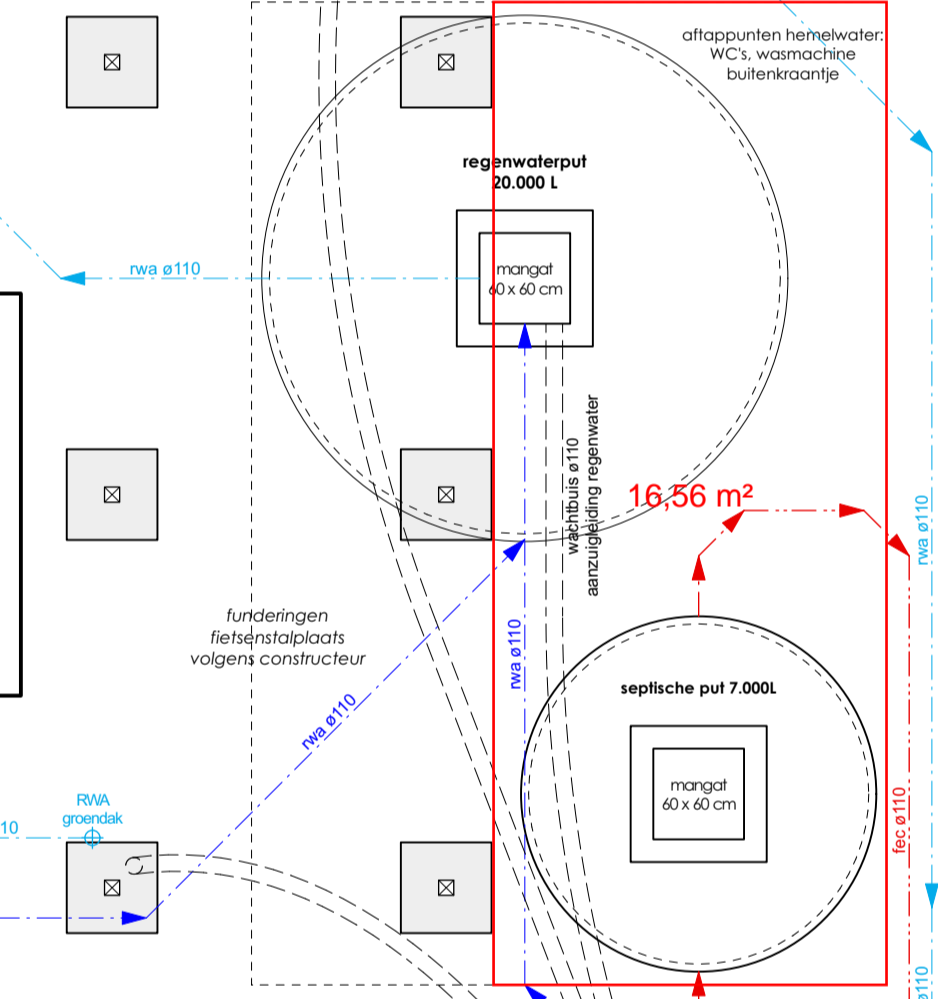 aftappunten hemelwater:
WC's, wasmachine
buitenkraantje
regenwaterput
20.000 L
rwa ø110
mangat
60 x 60 cm
wachtbuis ø110
aanzuigleiding regenwater
16,56 m²
rwa ø110
funderingen
fietsenstalplaats
volgens constructeur
rwa ø110
rwa ø110
septische put 7.000L
mangat
60 x 60 cm
RWA
groendak
10
fec ø110
ø110